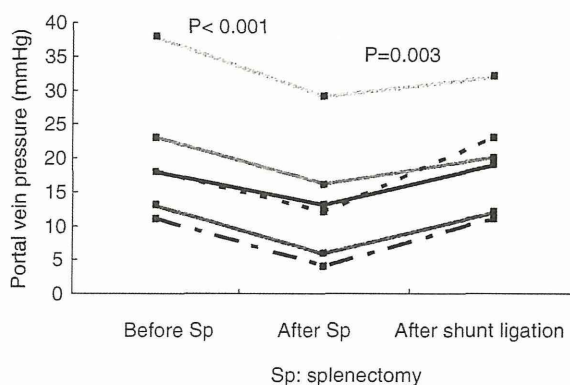 Portal vein pressure (mmHg)
40
35
30
25
20
15
10
5
0
P< 0.001
P=0.003
Before Sp
After Sp
After shunt ligation
Sp: splenectomy